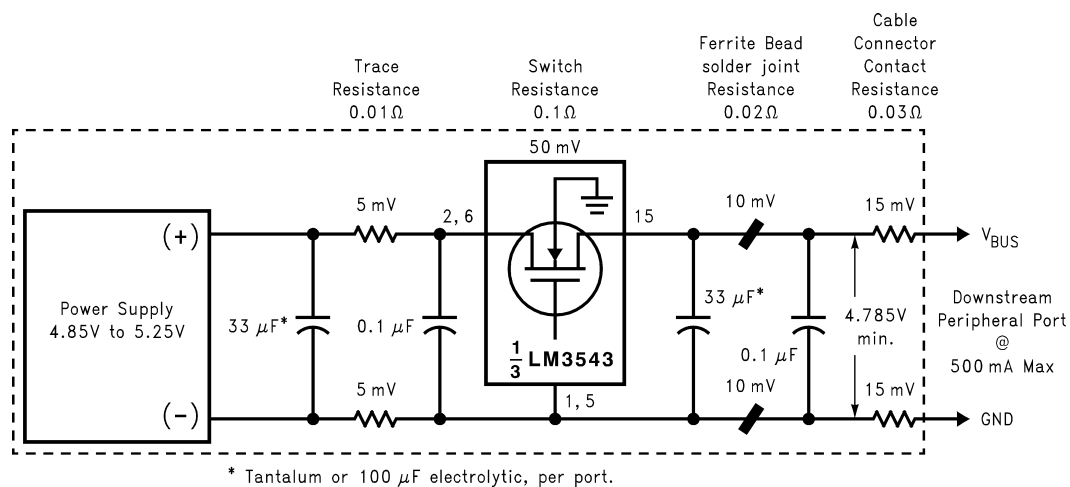 Cable
Connector
Contact
Resistance
0.03Ω
Ferrite Bead
solder joint
Resistance
0.02Ω
Switch
Resistance
0.1Ω
Trace
Resistance
0.01Ω
50 mV
5 mV
2, 6
15
10 mV
15 mV
(+)
V_BUS
Power Supply
4.85V to 5.25V
33 μF*
0.1 μF
1/3 LM3543
33 μF*
0.1 μF
4.785V
min.
Downstream
Peripheral Port
@
500 mA Max
5 mV
1, 5
10 mV
15 mV
(-)
GND
* Tantalum or 100 μF electrolytic, per port.